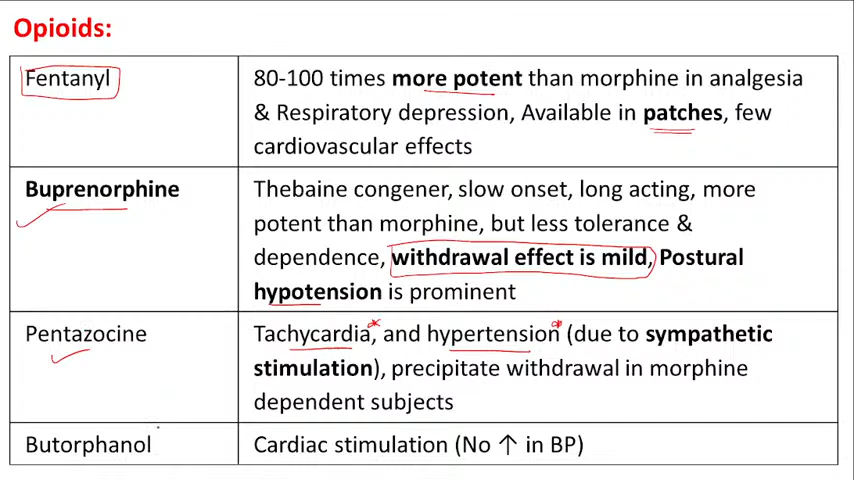 Opioids:
Fentanyl
80-100 times more potent than morphine in analgesia
& Respiratory depression, Available in patches, few
cardiovascular effects
Buprenorphine
Thebaine congener, slow onset, long acting, more
potent than morphine, but less tolerance &
dependence, withdrawal effect is mild, Postural
hypotension is prominent
Pentazocine
Tachycardia, and hypertension (due to sympathetic
stimulation), precipitate withdrawal in morphine
dependent subjects
Butorphanol
Cardiac stimulation (No ↑ in BP)